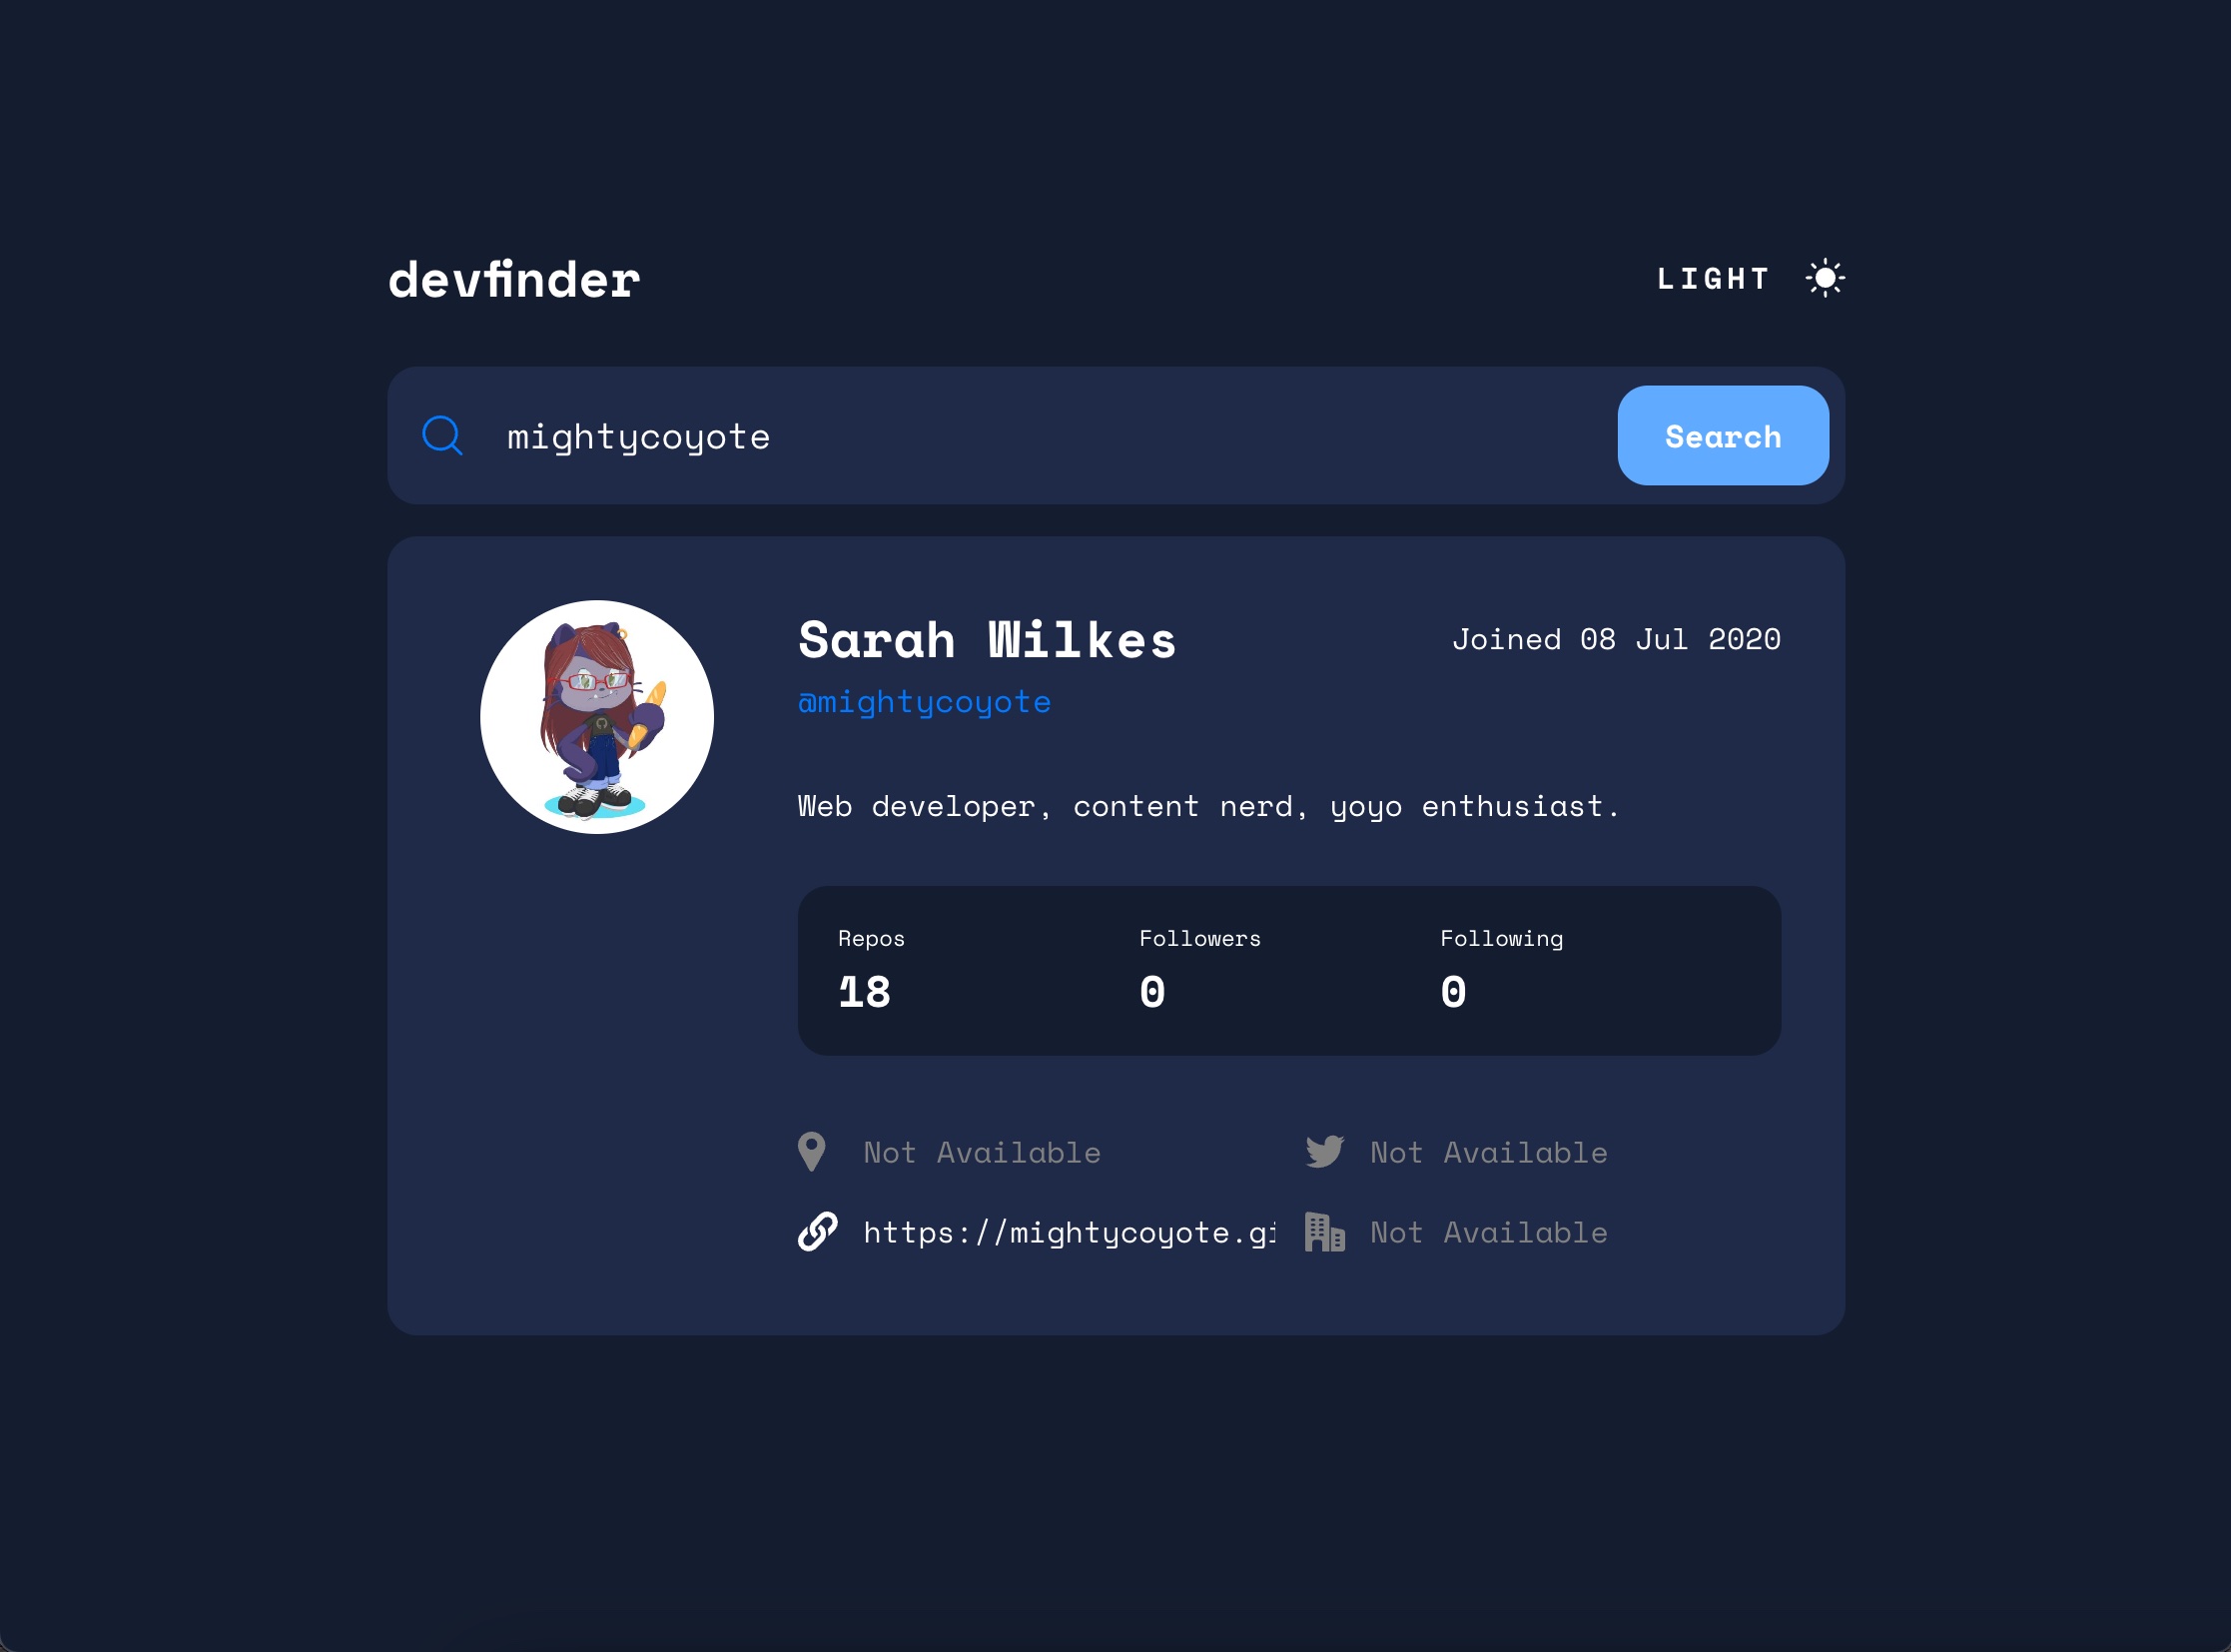 devfinder
LIGHT
mightycoyote
Search
Sarah Wilkes
Joined 08 Jul 2020
@mightycoyote
Web developer, content nerd, yoyo enthusiast.
Repos
Followers
Following
18
0
0
Not Available
Not Available
https://mightycoyote.gi
Not Available